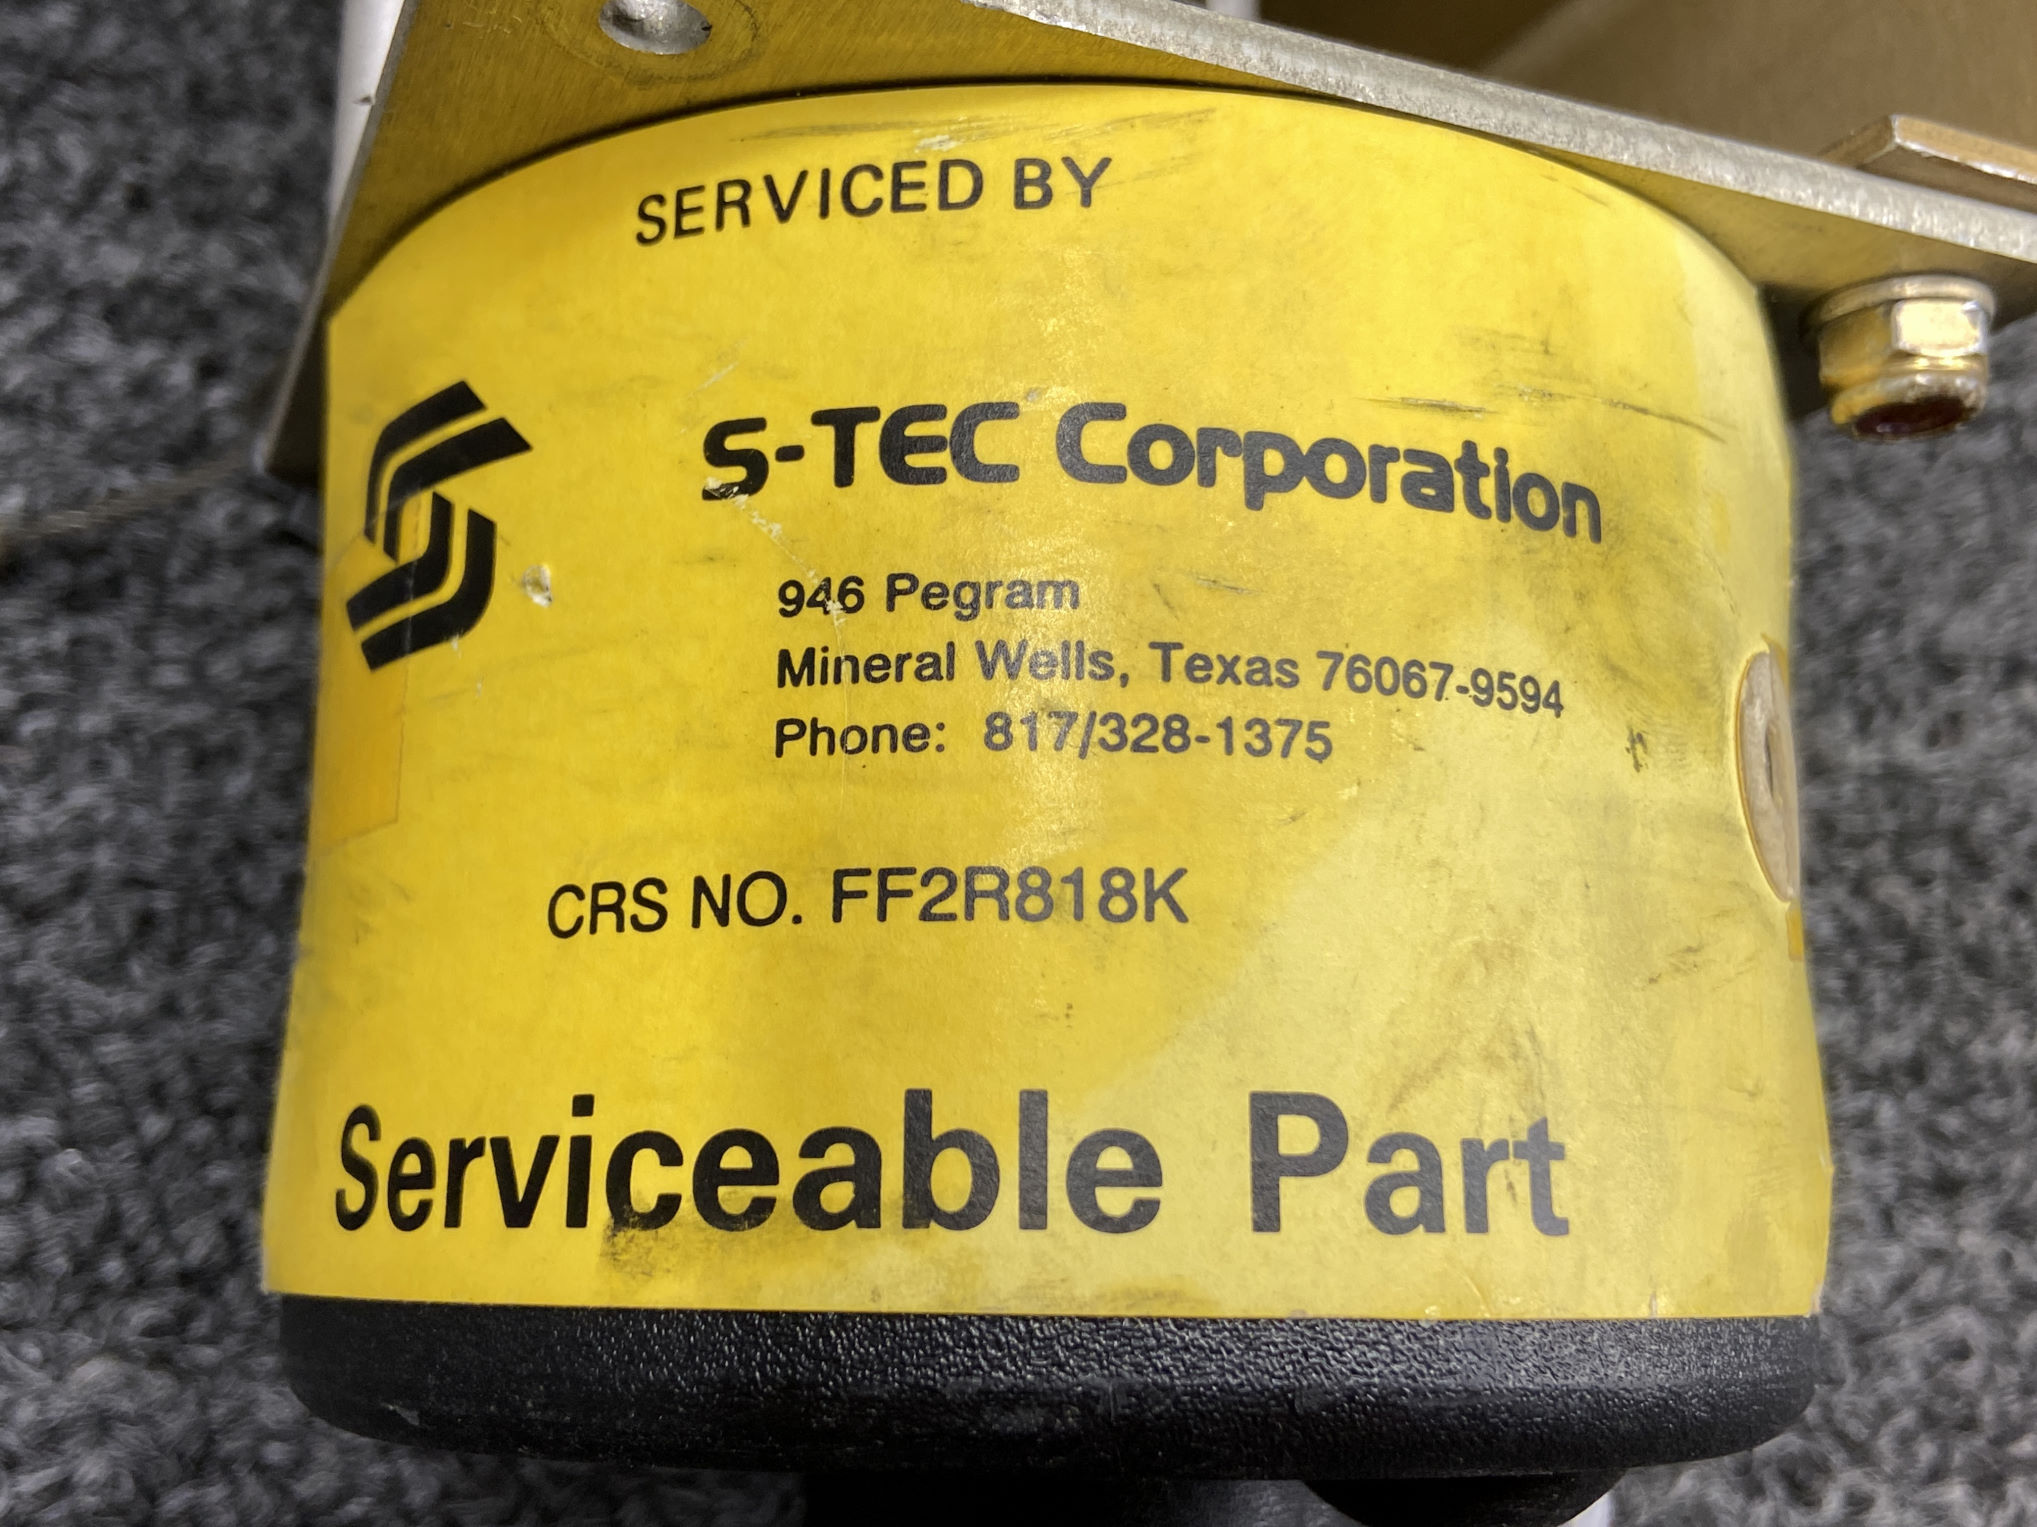 SERVICED BY
S-TEC Corporation
946 Pegram
Mineral Wells, Texas 76067-9594
Phone: 817/328-1375
CRS NO. FF2R818K
Serviceable Part